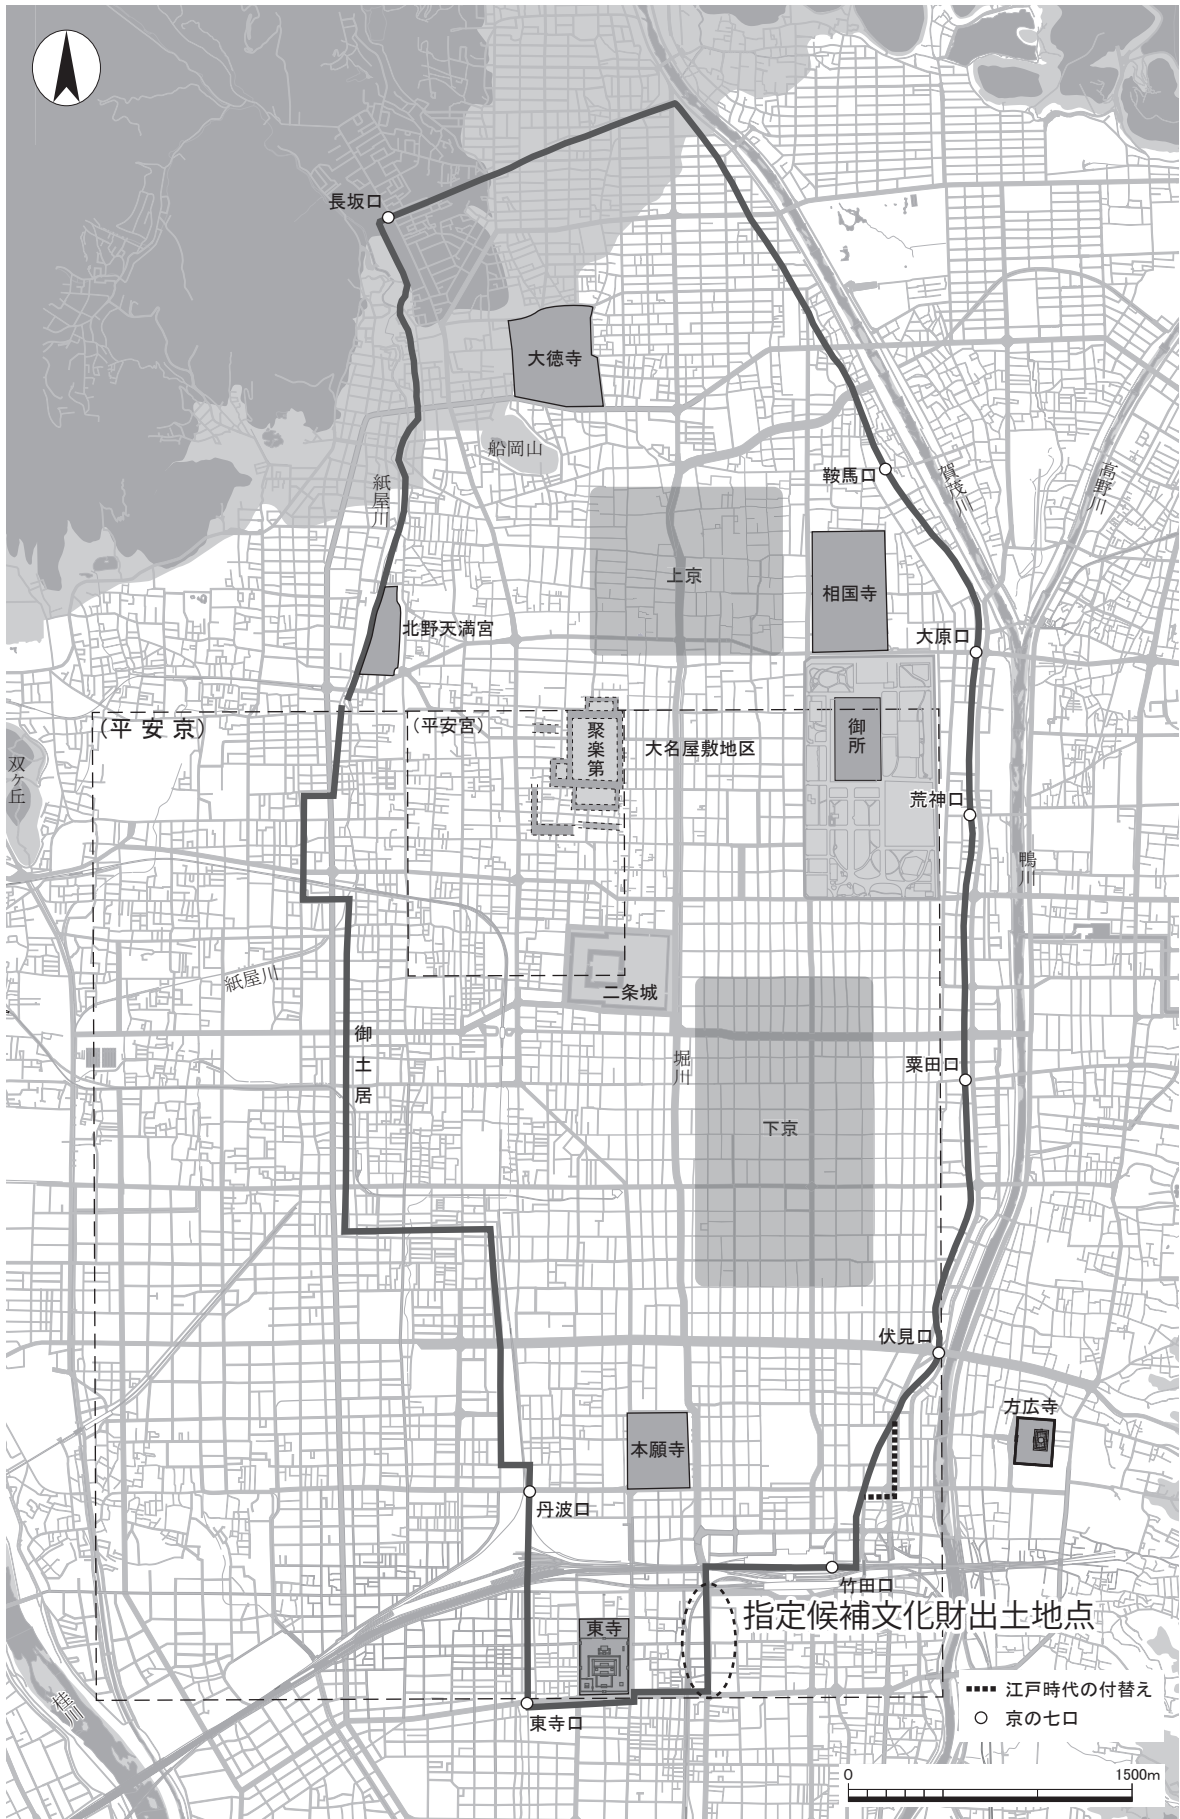 長坂口
大徳寺
船岡山
紙屋川
鞍馬口
賀茂川
高野川
上京
相国寺
北野天満宮
大原口
(平安京)
(平安宮)
聚楽第
大名屋敷地区
御所
双ヶ丘
荒神口
鴨川
紙屋川
二条城
御土居
堀川
粟田口
下京
伏見口
方広寺
本願寺
丹波口
竹田口
指定候補文化財出土地点
東寺
桂川
東寺口
江戸時代の付替え
京の七口
0 1500m